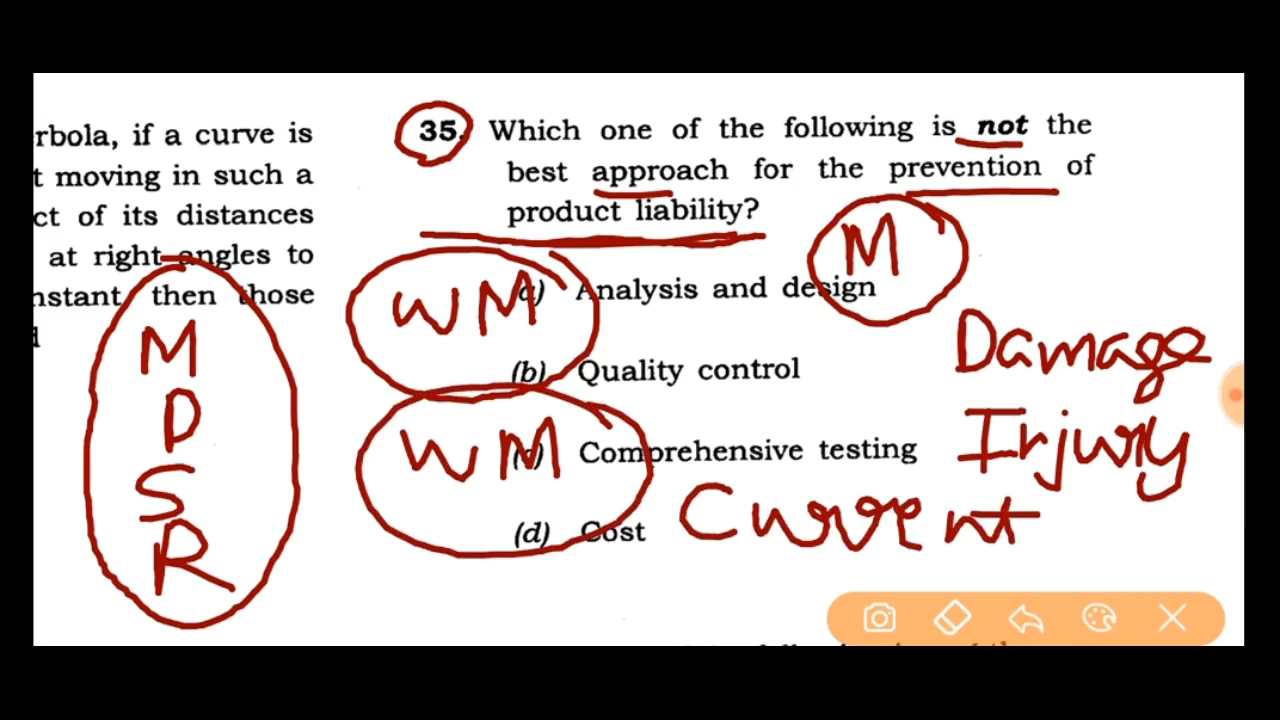 rbola, if a curve is
t moving in such a
ct of its distances
at right angles to
nstant, then those
M
D
S
R
35. Which one of the following is not the
best approach for the prevention of
product liability?
M
WM
(a) Analysis and design
Damage
(b) Quality control
WM
(c) Comprehensive testing
Injury
(d) Cost
Current